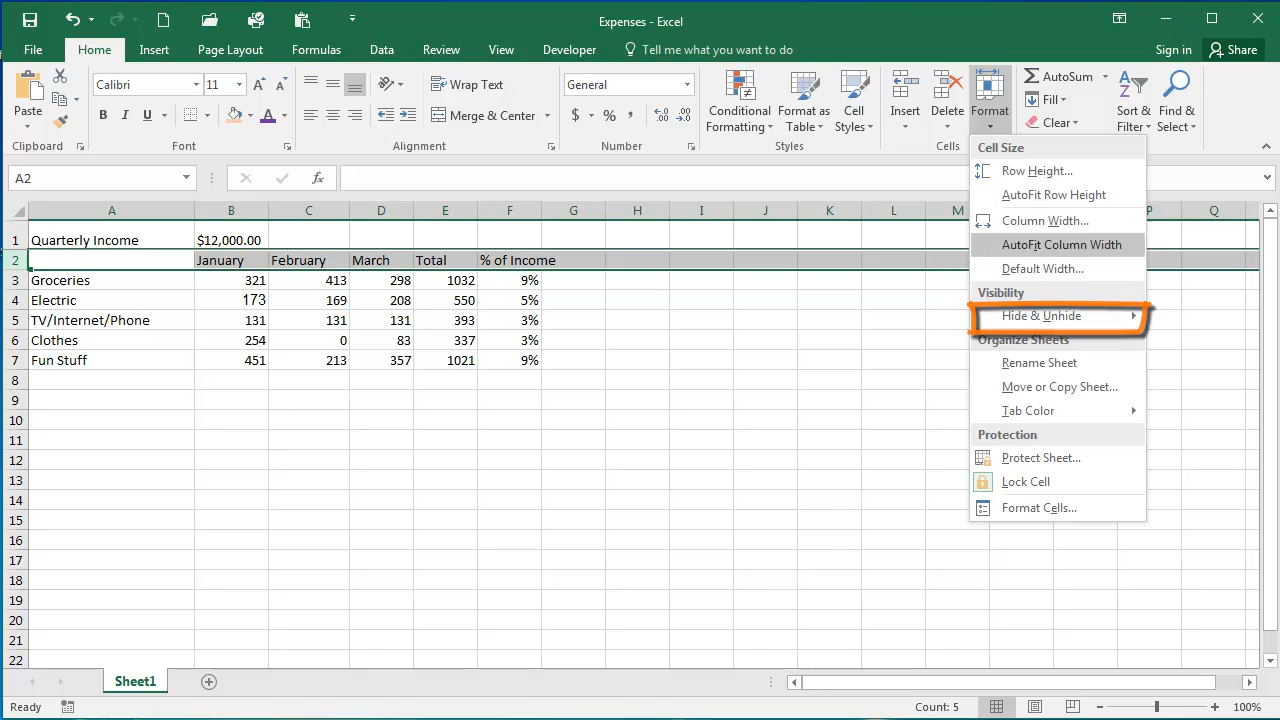 Expenses - Excel
File Home Insert Page Layout Formulas Data Review View Developer Tell me what you want to do Sign in Share
Paste
Clipboard
Calibri 11
B I U A
Font
Wrap Text
Merge & Center
Alignment
General
$ % ,
Number
Conditional Formatting
Format as Table
Cell Styles
Styles
Insert Delete Format
Cells
AutoSum
Fill
Clear
Sort & Filter
Find & Select
A2 fx
A B C D E F G H I J K L M P Q
1 Quarterly Income $12,000.00
2 January February March Total % of Income
3 Groceries 321 413 298 1032 9%
4 Electric 173 169 208 550 5%
5 TV/Internet/Phone 131 131 131 393 3%
6 Clothes 254 0 83 337 3%
7 Fun Stuff 451 213 357 1021 9%
8
9
10
11
12
13
14
15
16
17
18
19
20
21
22
Cell Size
Row Height...
AutoFit Row Height
Column Width...
AutoFit Column Width
Default Width...
Visibility
Hide & Unhide
Organize Sheets
Rename Sheet
Move or Copy Sheet...
Tab Color
Protection
Protect Sheet...
Lock Cell
Format Cells...
Sheet1
Ready Count: 5 100%